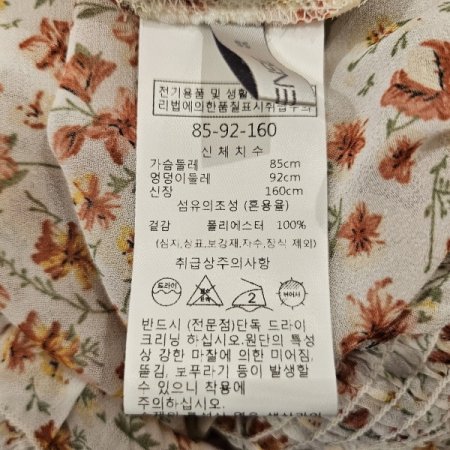 전기용품 및 생활
리법에의한품질표시취급주의
85-92-160
신체치수
가슴둘레 85cm
엉덩이둘레 92cm
신장 160cm
섬유의조성 (혼용율)
겉감 폴리에스터 100%
(심지,상표,보강재,자수,장식 제외)
취급상주의사항
드라이
2
반드시 (전문점)단독 드라이
크리닝 하십시오.원단의 특성
상 강한 마찰에 의한 미어짐,
뜯김, 보푸라기 등이 발생할
수 있으니 착용에
주의하십시오.